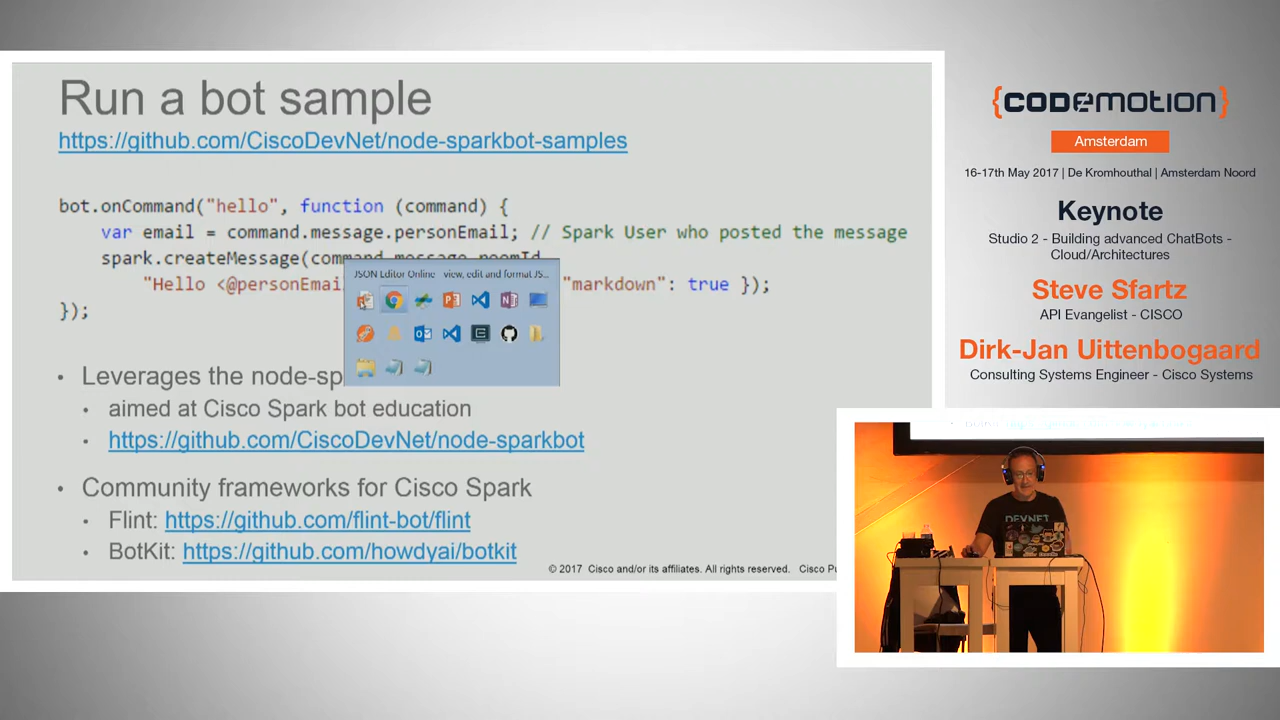 Run a bot sample
https://github.com/CiscoDevNet/node-sparkbot-samples
bot.onCommand("hello", function (command) {
var email = command.message.personEmail; // Spark User who posted the message
spark.createMessage(command.message.roomId,
"Hello <@personEmai "markdown": true });
});
JSON Editor Online - view, edit and format JS...
• Leverages the node-sp
• aimed at Cisco Spark bot education
• https://github.com/CiscoDevNet/node-sparkbot
• Community frameworks for Cisco Spark
• Flint: https://github.com/flint-bot/flint
• BotKit: https://github.com/howdyai/botkit
© 2017 Cisco and/or its affiliates. All rights reserved. Cisco Pu
{CODEMOTION}
Amsterdam
16-17th May 2017 | De Kromhouthal | Amsterdam Noord
Keynote
Studio 2 - Building advanced ChatBots -
Cloud/Architectures
Steve Sfartz
API Evangelist - CISCO
Dirk-Jan Uittenbogaard
Consulting Systems Engineer - Cisco Systems
DEVNET